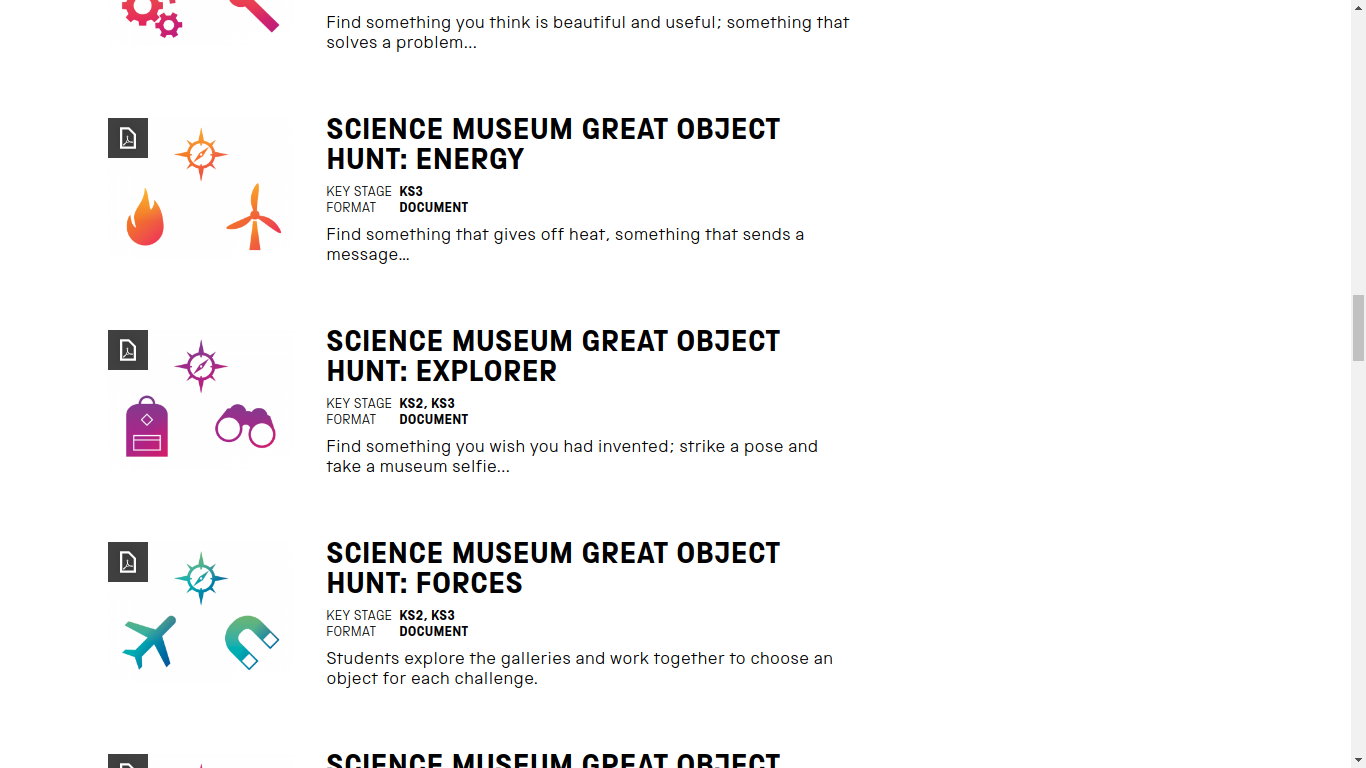 Find something you think is beautiful and useful; something that
solves a problem...
SCIENCE MUSEUM GREAT OBJECT
HUNT: ENERGY
KEY STAGE KS3
FORMAT DOCUMENT
Find something that gives off heat, something that sends a
message...
SCIENCE MUSEUM GREAT OBJECT
HUNT: EXPLORER
KEY STAGE KS2, KS3
FORMAT DOCUMENT
Find something you wish you had invented; strike a pose and
take a museum selfie...
SCIENCE MUSEUM GREAT OBJECT
HUNT: FORCES
KEY STAGE KS2, KS3
FORMAT DOCUMENT
Students explore the galleries and work together to choose an
object for each challenge.
SCIENCE MUSEUM GREAT OBJECT